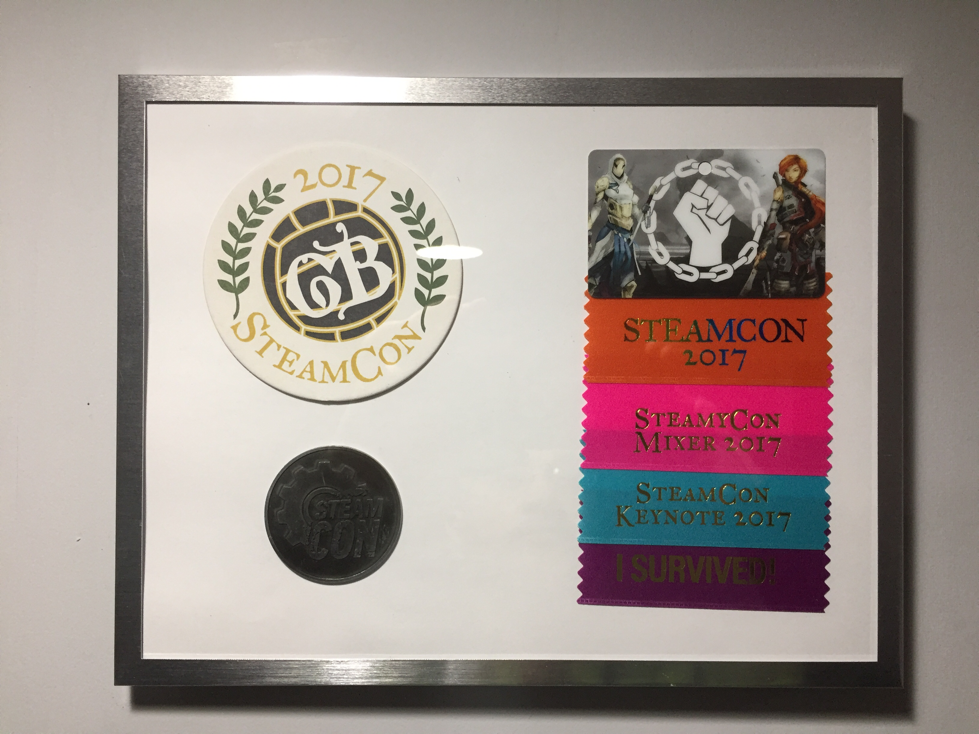 2017
GB
STEAMCON
STEAM
CON
STEAMCON
2017
STEAMYCON
MIXER 2017
STEAMCON
KEYNOTE 2017
I SURVIVED!